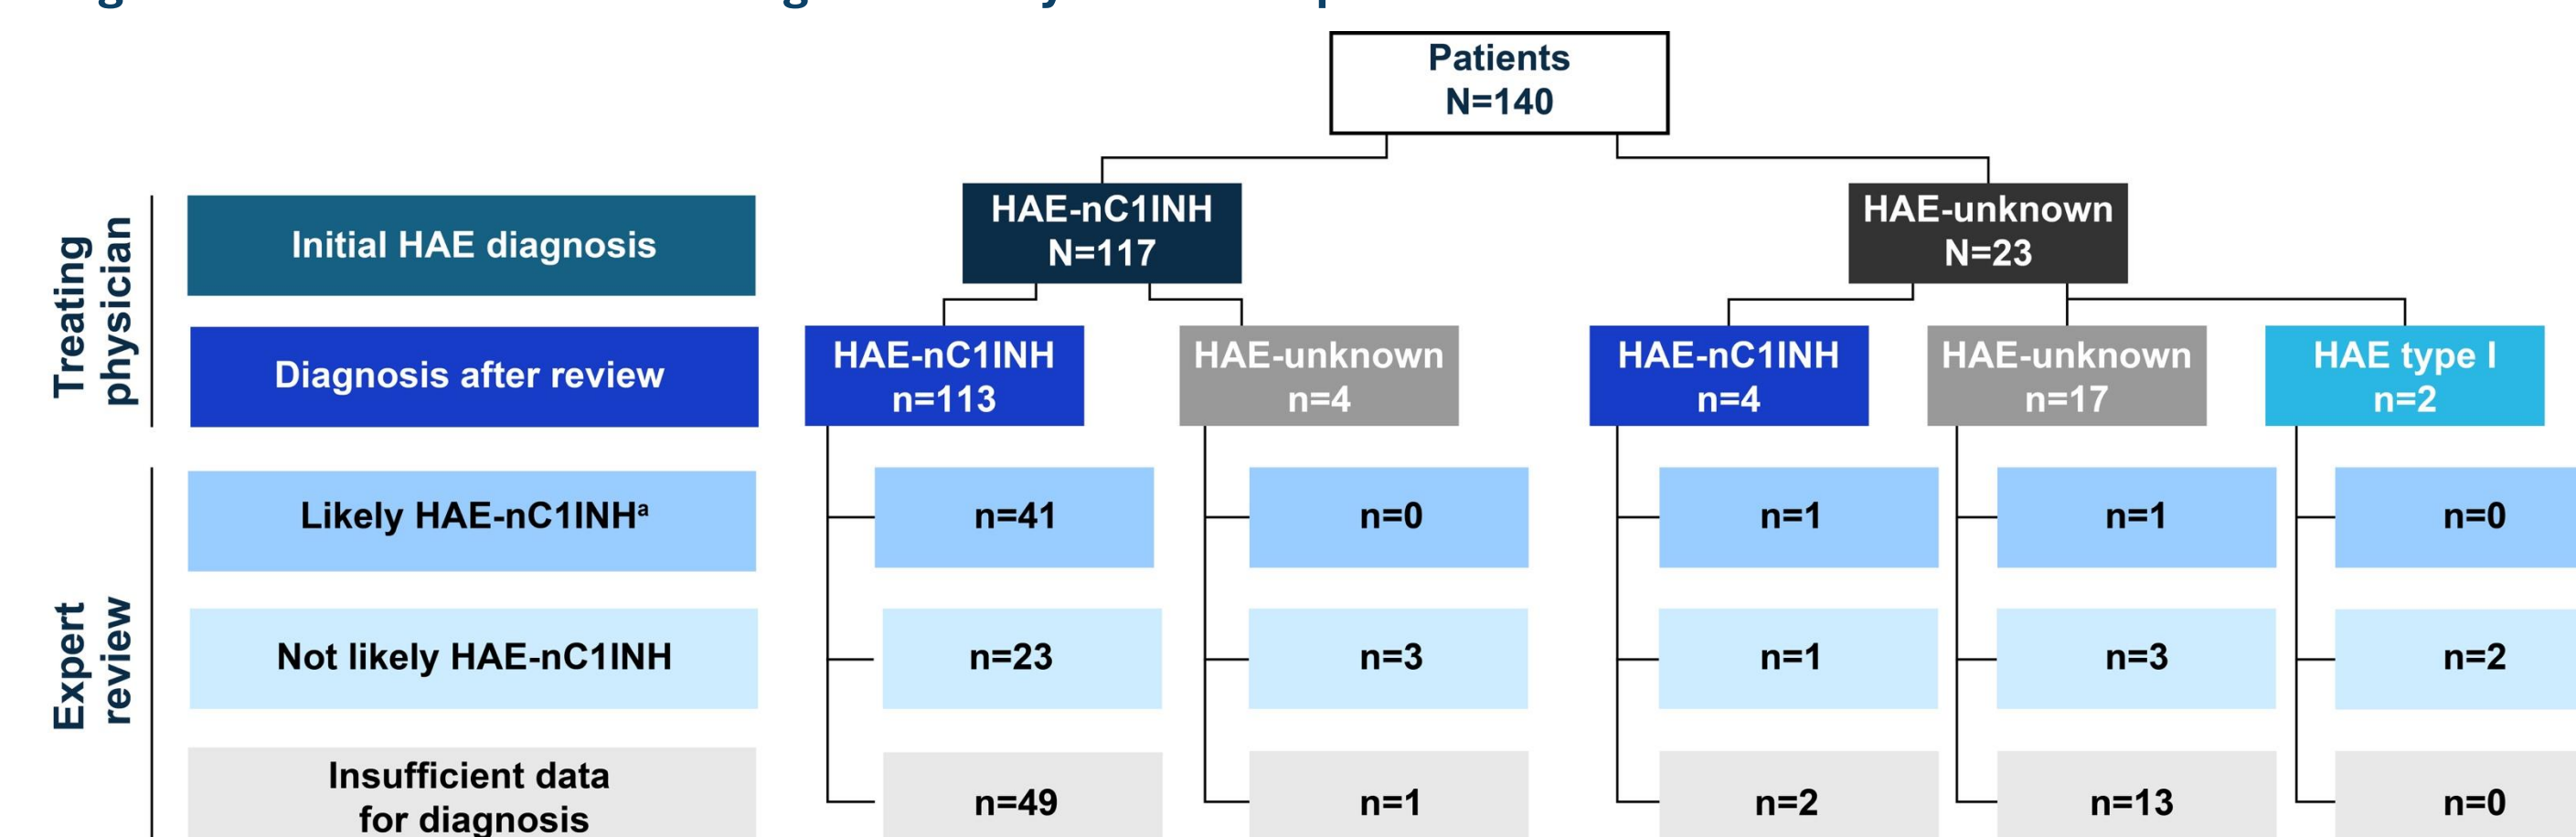 Patients
N=140
Treating
physician
Initial HAE diagnosis
HAE-nC1INH
N=117
HAE-unknown
N=23
Diagnosis after review
HAE-nC1INH
n=113
HAE-unknown
n=4
HAE-nC1INH
n=4
HAE-unknown
n=17
HAE type I
n=2
Expert
review
Likely HAE-nC1INHᵃ
n=41
n=0
n=1
n=1
n=0
Not likely HAE-nC1INH
n=23
n=3
n=1
n=3
n=2
Insufficient data
for diagnosis
n=49
n=1
n=2
n=13
n=0